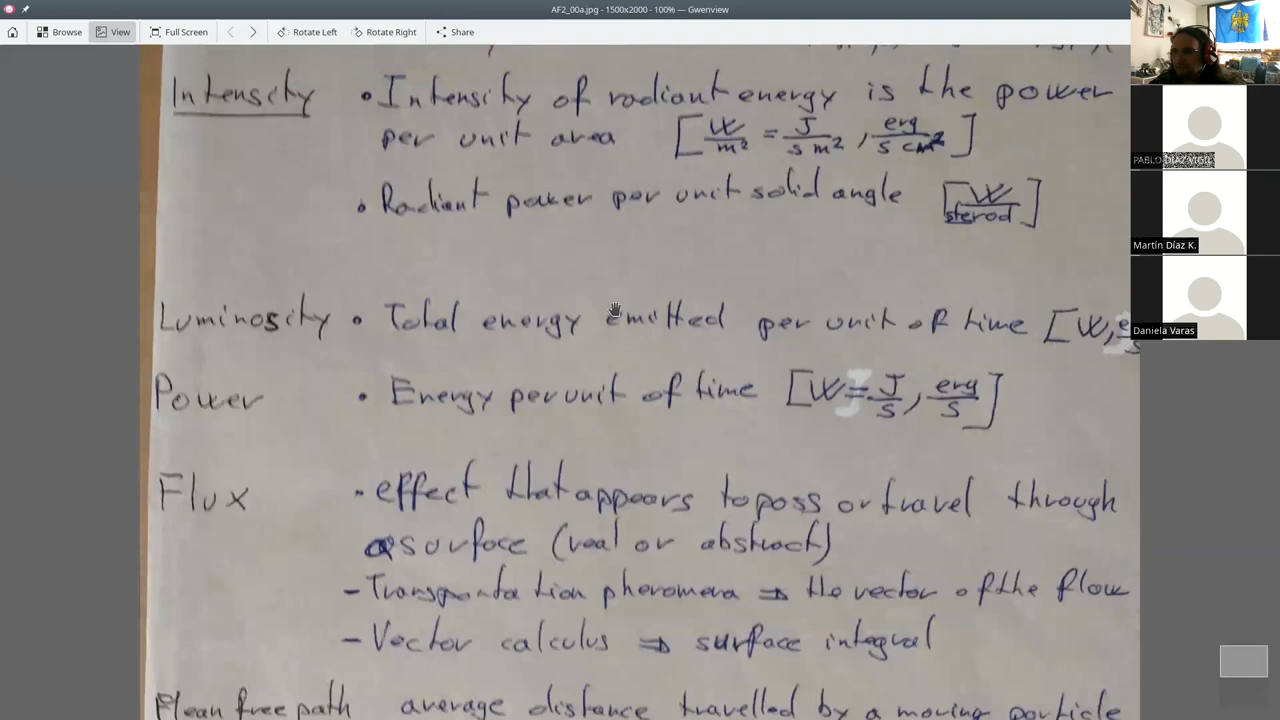 AF2_00a.jpg - 1500x2000 - 100% — Gwenview
Browse View Full Screen Rotate Left Rotate Right Share
Intensity • Intensity of radiant energy is the power
per unit area [W/m² = J/s m², erg/s cm²]
• Radiant power per unit solid angle [W/sterad]
Luminosity • Total energy emitted per unit of time [W,
Power • Energy per unit of time [W = J/s, erg/s]
Flux • effect that appears to pass or travel through
a surface (real or abstract)
- Transportation phenomena ⇒ the vector of the flow
- Vector calculus ⇒ surface integral
Mean free path average distance travelled by a moving particle
PABLO DÍAZ VIGIL
Martín Díaz K.
Daniela Varas